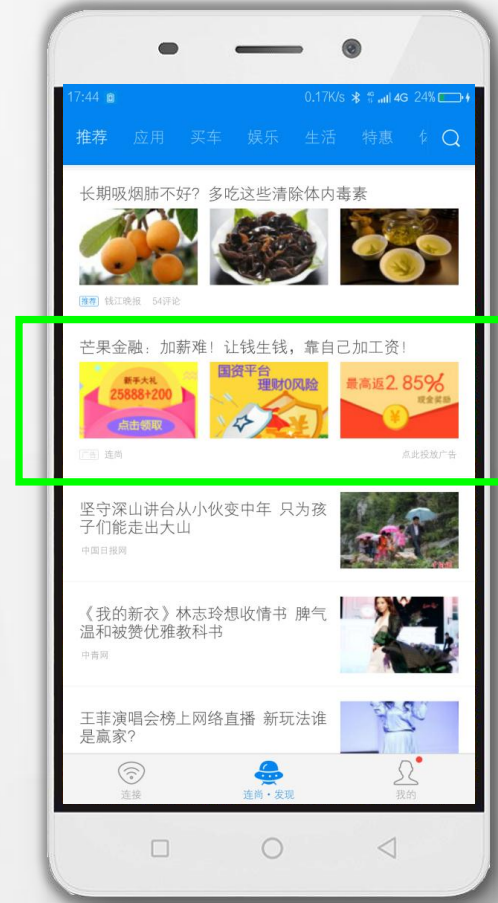 17:44
0.17K/s 4G 24%
推荐 应用 买车 娱乐 生活 特惠
长期吸烟肺不好？多吃这些清除体内毒素
推荐 钱江晚报 54评论
芒果金融：加薪难！让钱生钱，靠自己加工资！
新手大礼
25888+200
点击领取
国资平台
理财0风险
最高返2.85%
现金奖励
¥
广告 连尚
点此投放广告
坚守深山讲台从小伙变中年 只为孩
子们能走出大山
中国日报网
《我的新衣》林志玲想收情书 脾气
温和被赞优雅教科书
中青网
王菲演唱会榜上网络直播 新玩法谁
是赢家？
连接 连尚·发现 我的